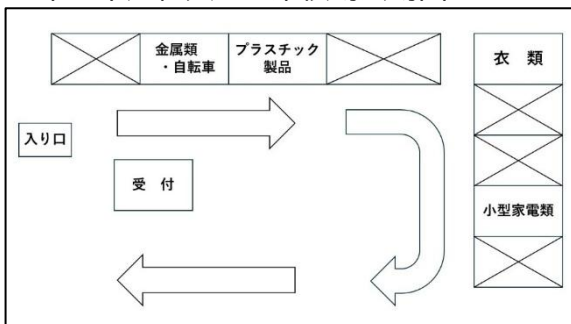 金属類
・自転車
プラスチック
製品
衣　類
入り口
受　付
小型家電類